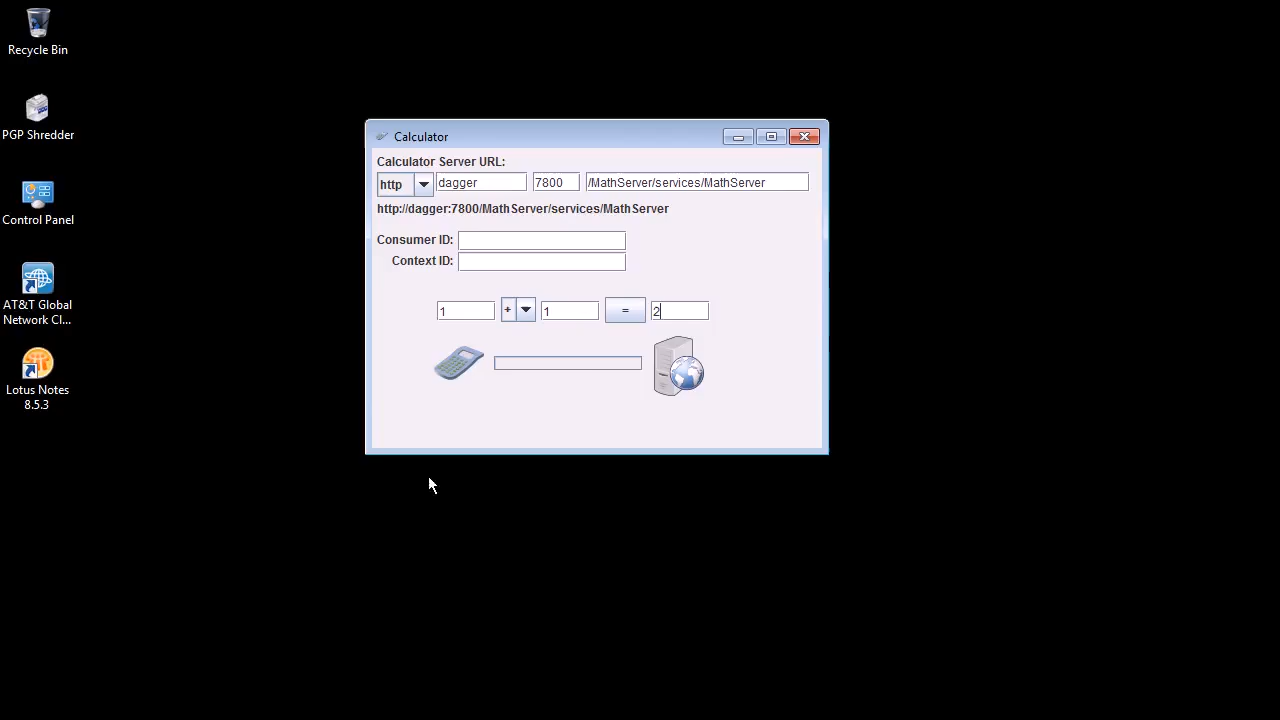 Recycle Bin
PGP Shredder
Control Panel
AT&T Global
Network Cl...
Lotus Notes
8.5.3
Calculator
Calculator Server URL:
http dagger 7800 /MathServer/services/MathServer
http://dagger:7800/MathServer/services/MathServer
Consumer ID:
Context ID:
1 + 1 = 2